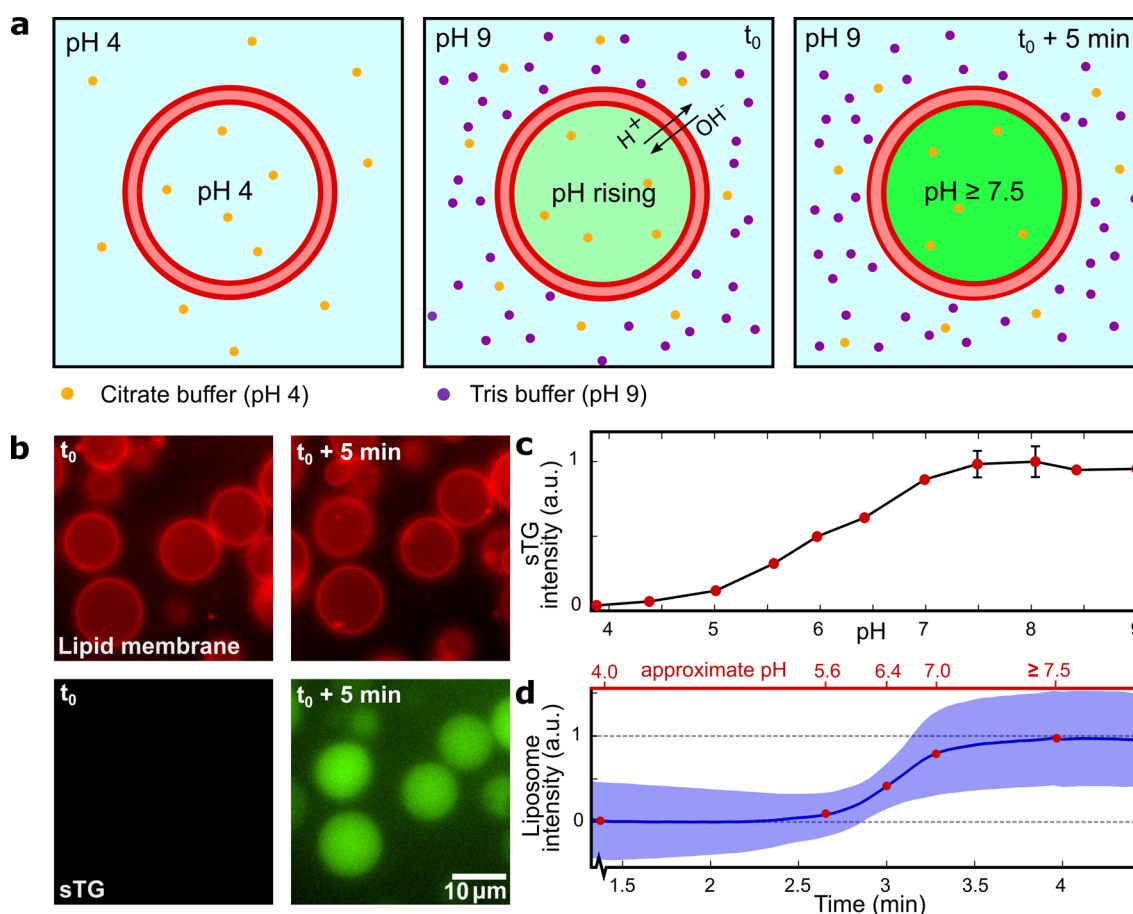 a
pH 4
pH 4
pH 9
t₀
H⁺
OH⁻
pH rising
pH 9
t₀ + 5 min
pH ≥ 7.5
Citrate buffer (pH 4)
Tris buffer (pH 9)
b
t₀
Lipid membrane
t₀ + 5 min
t₀
sTG
t₀ + 5 min
10 µm
c
sTG
intensity (a.u.)
1
0
4 5 6 pH 7 8 9
d
approximate pH
4.0 5.6 6.4 7.0 ≥ 7.5
Liposome
intensity (a.u.)
1
0
1.5 2 2.5 3 3.5 4
Time (min)